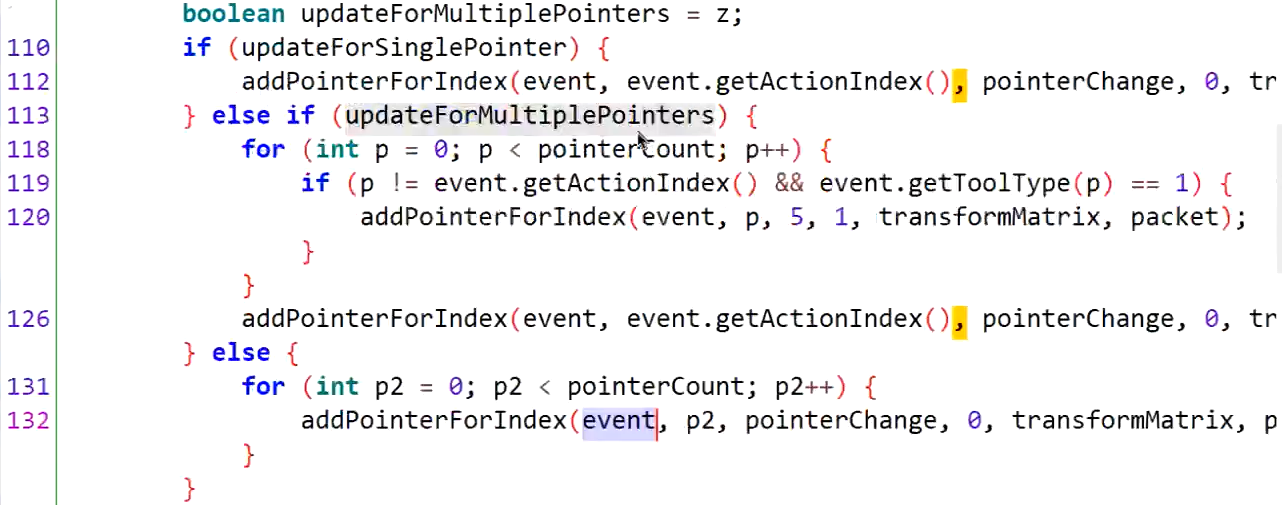 boolean updateForMultiplePointers = z;
110 if (updateForSinglePointer) {
112 addPointerForIndex(event, event.getActionIndex(), pointerChange, 0, tr
113 } else if (updateForMultiplePointers) {
118 for (int p = 0; p < pointerCount; p++) {
119 if (p != event.getActionIndex() && event.getToolType(p) == 1) {
120 addPointerForIndex(event, p, 5, 1, transformMatrix, packet);
}
}
126 addPointerForIndex(event, event.getActionIndex(), pointerChange, 0, tr
} else {
131 for (int p2 = 0; p2 < pointerCount; p2++) {
132 addPointerForIndex(event, p2, pointerChange, 0, transformMatrix, p
}
}